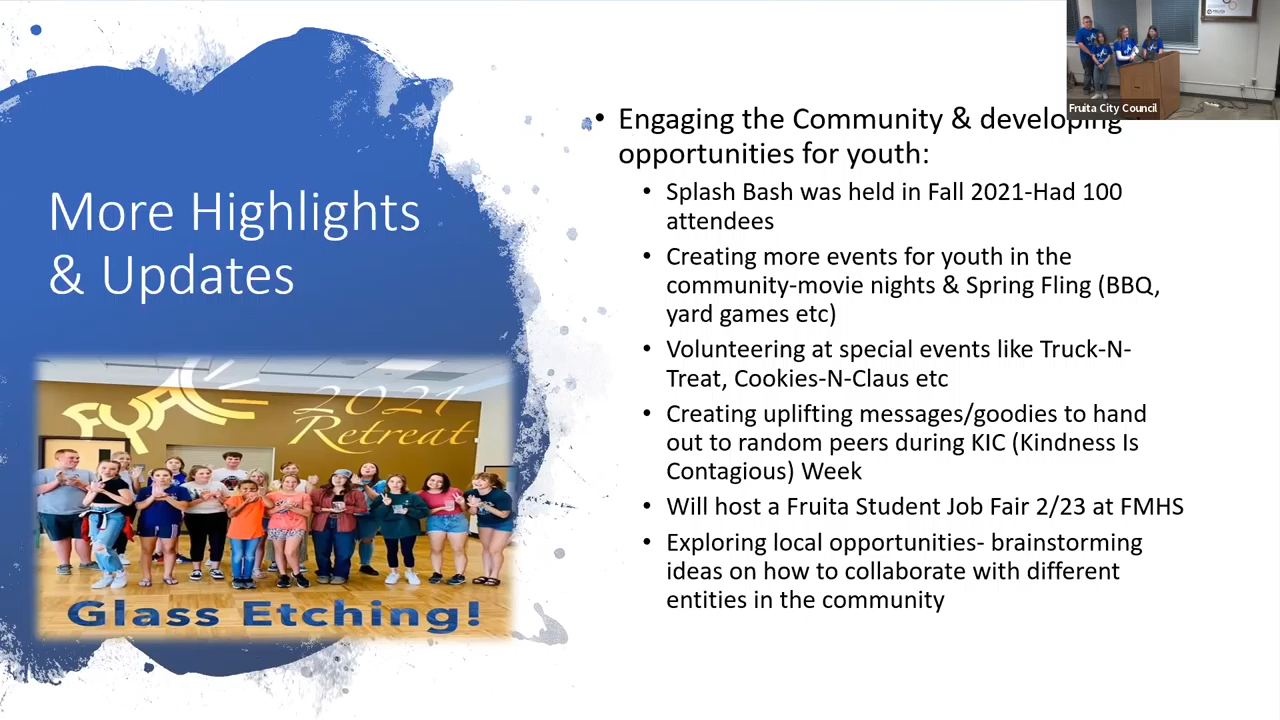 Fruita City Council
More Highlights
& Updates
• Engaging the Community & developing
opportunities for youth:
• Splash Bash was held in Fall 2021-Had 100
attendees
• Creating more events for youth in the
community-movie nights & Spring Fling (BBQ,
yard games etc)
• Volunteering at special events like Truck-N-
Treat, Cookies-N-Claus etc
• Creating uplifting messages/goodies to hand
out to random peers during KIC (Kindness Is
Contagious) Week
• Will host a Fruita Student Job Fair 2/23 at FMHS
• Exploring local opportunities- brainstorming
ideas on how to collaborate with different
entities in the community
FYAC
2021
Retreat
Glass Etching!